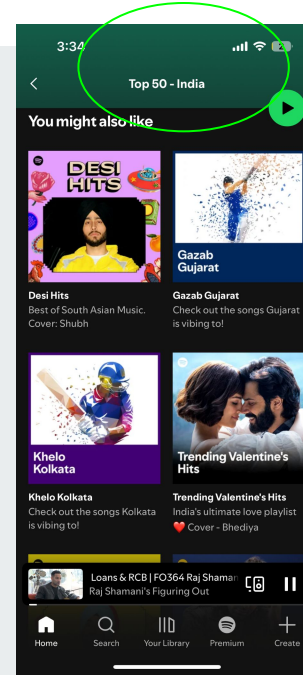 3:34
Top 50 - India
You might also like
DESI
HITS
Gazab
Gujarat
Desi Hits
Best of South Asian Music.
Cover: Shubh
Gazab Gujarat
Check out the songs Gujarat
is vibing to!
Khelo
Kolkata
Trending Valentine's
Hits
Khelo Kolkata
Check out the songs Kolkata
is vibing to!
Trending Valentine's Hits
India's ultimate love playlist
❤️ Cover - Bhediya
Loans & RCB | FO364 Raj Shaman
Raj Shamani's Figuring Out
Home
Search
Your Library
Premium
Create